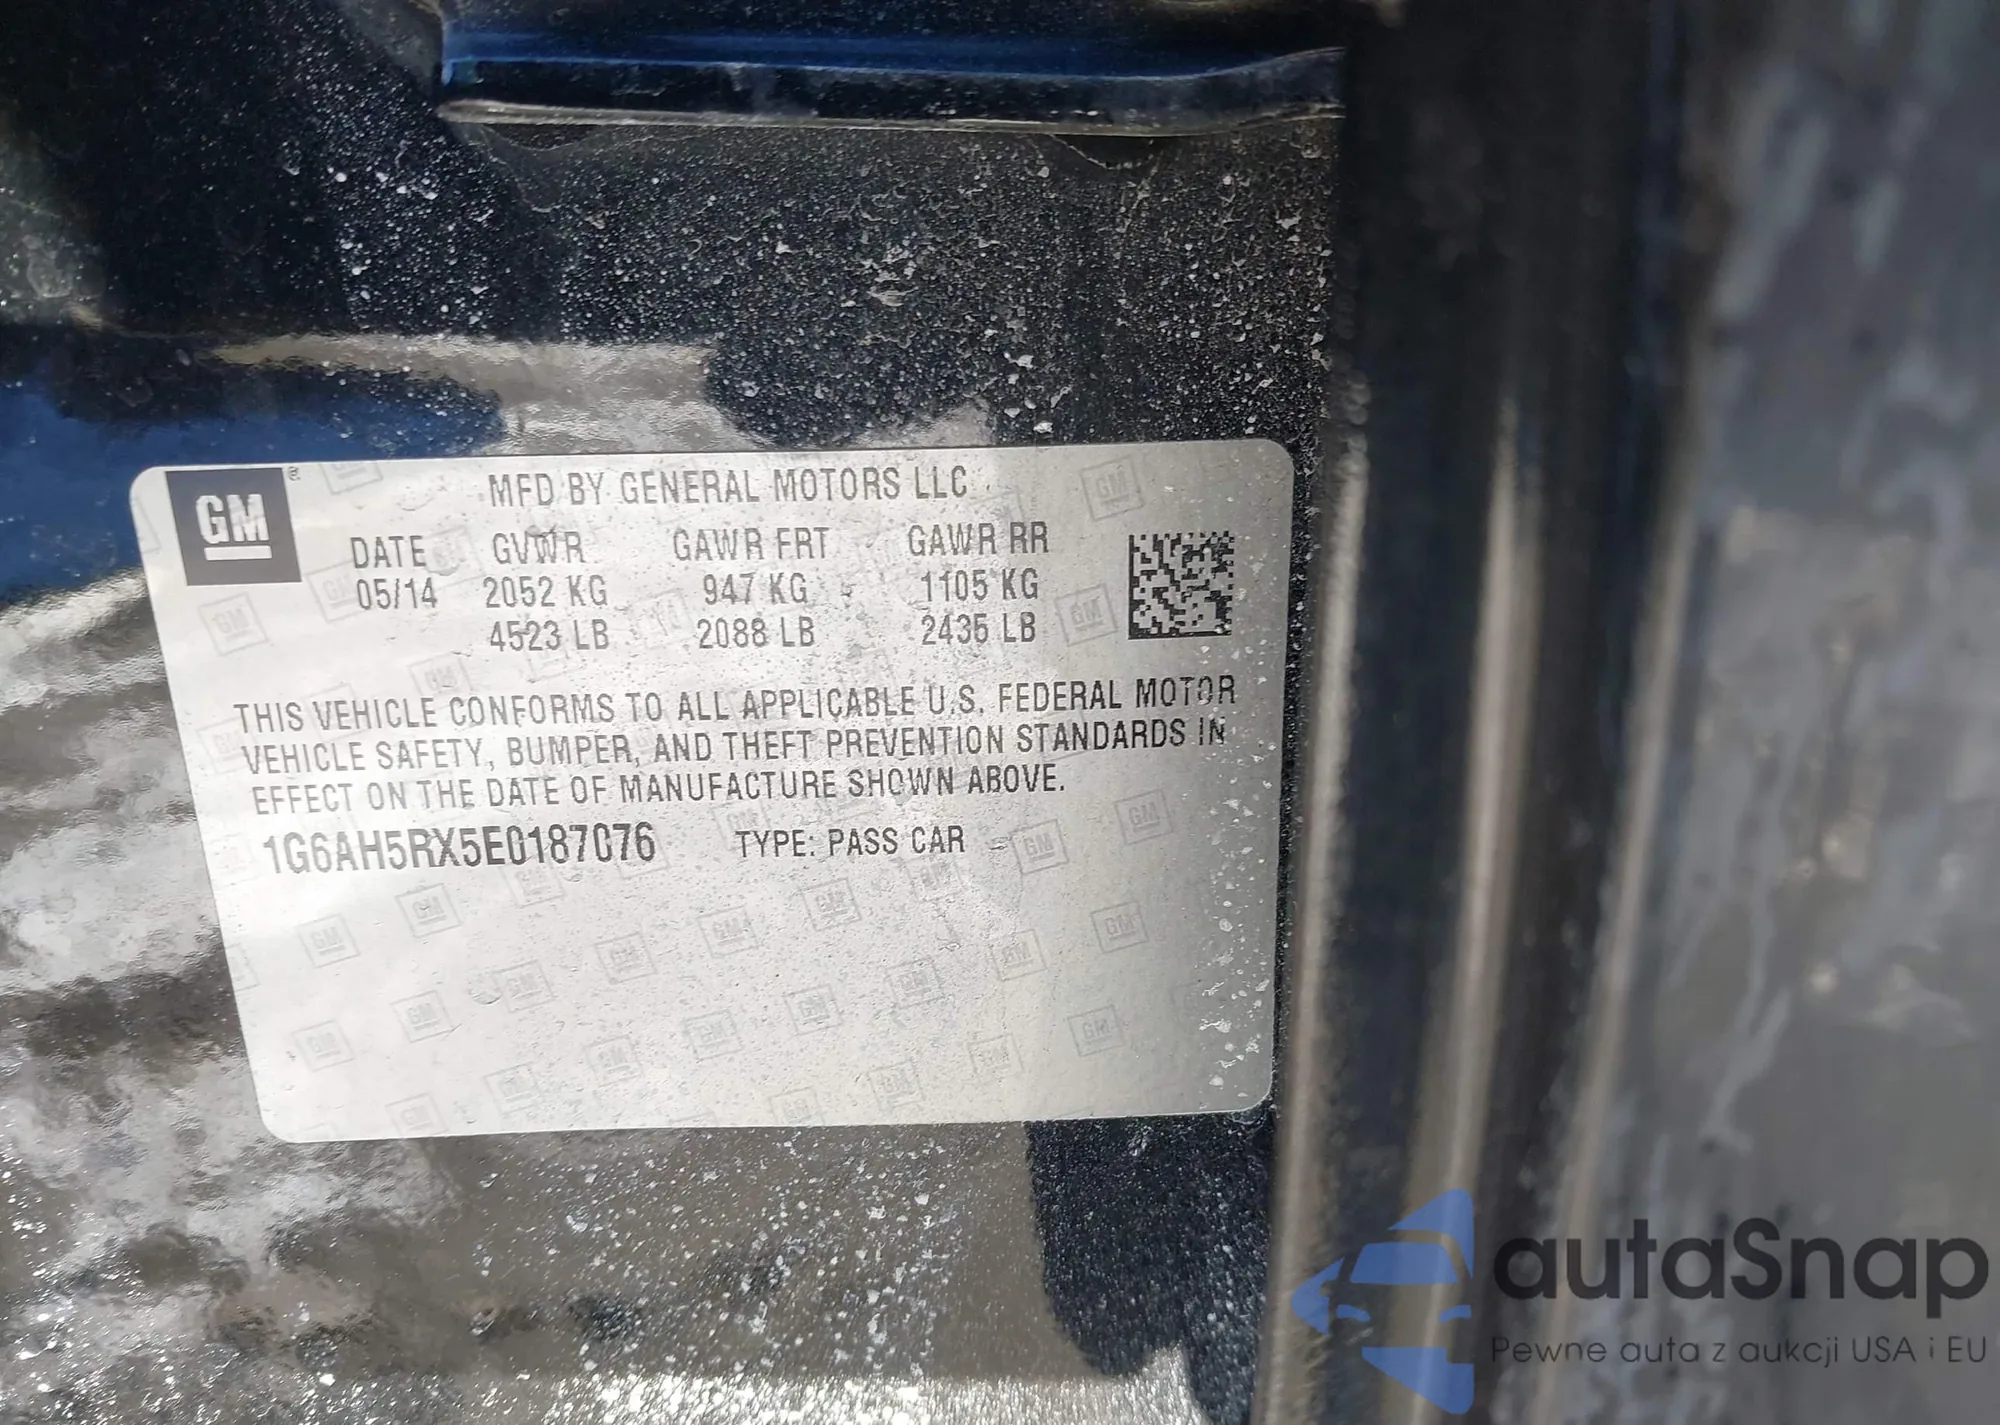 GM
MFD BY GENERAL MOTORS LLC
DATE GVWR GAWR FRT GAWR RR
05/14 2052 KG 947 KG 1105 KG
4523 LB 2088 LB 2435 LB
THIS VEHICLE CONFORMS TO ALL APPLICABLE U.S. FEDERAL MOTOR
VEHICLE SAFETY, BUMPER, AND THEFT PREVENTION STANDARDS IN
EFFECT ON THE DATE OF MANUFACTURE SHOWN ABOVE.
1G6AH5RX5E0187076 TYPE: PASS CAR
autaSnap
Pewne auta z aukcji USA i EU